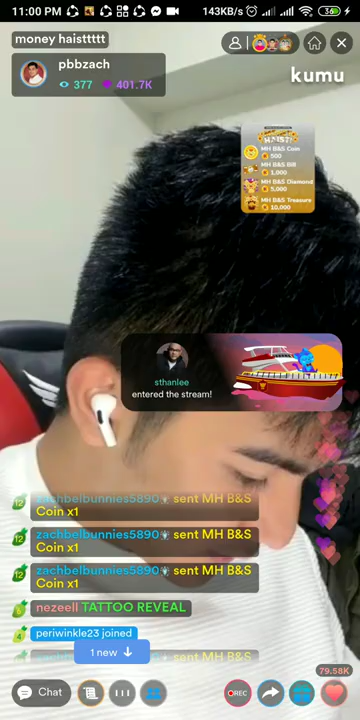 11:00 PM
143KB/s
36
money haisttttt
pbbzach
377 401.7K
kumu
HAIST!
MH B&S Coin
500
MH B&S Bill
1,000
MH B&S Diamond
5,000
MH B&S Treasure
10,000
sthanlee
entered the stream!
12 zachbelbunnies5890 sent MH B&S
Coin x1
12 zachbelbunnies5890 sent MH B&S
Coin x1
12 zachbelbunnies5890 sent MH B&S
Coin x1
nezeell TATTOO REVEAL
4 periwinkle23 joined
1 new ↓
79.58K
Chat
REC